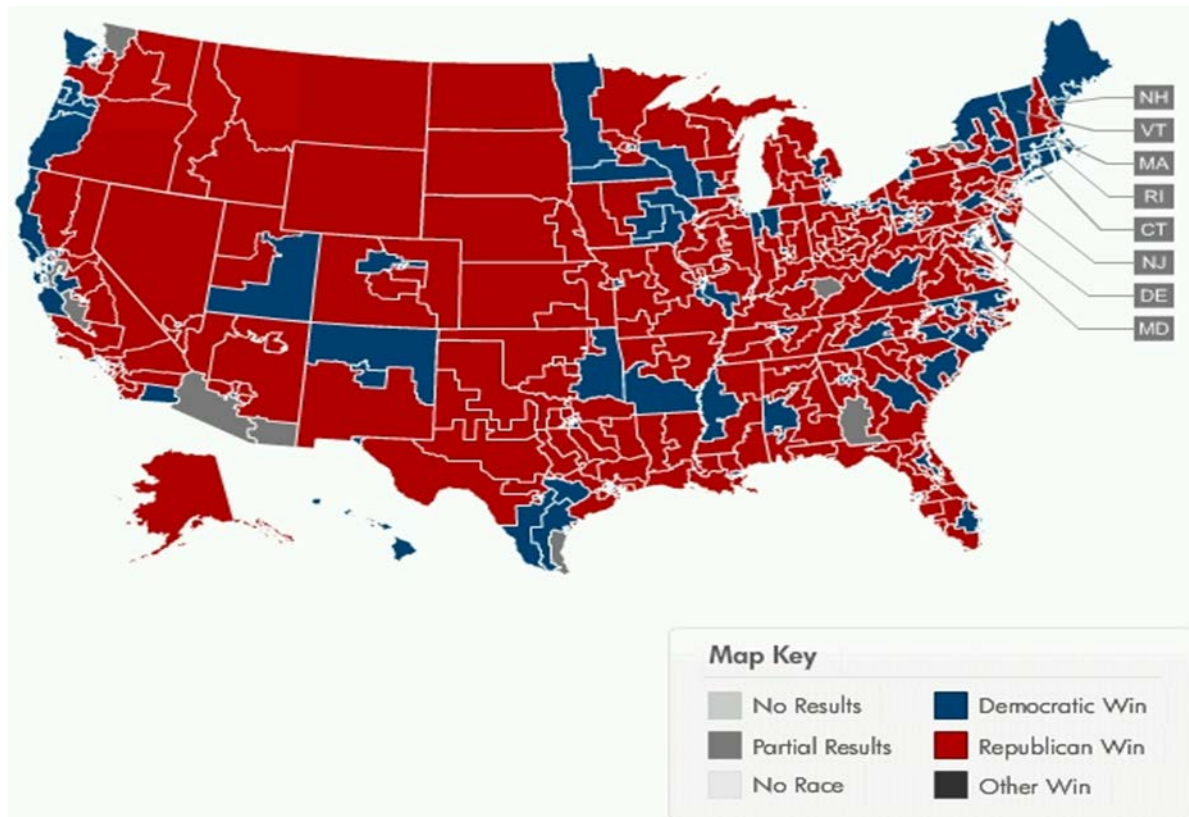 NH
VT
MA
RI
CT
NJ
DE
MD
Map Key
No Results
Democratic Win
Partial Results
Republican Win
No Race
Other Win